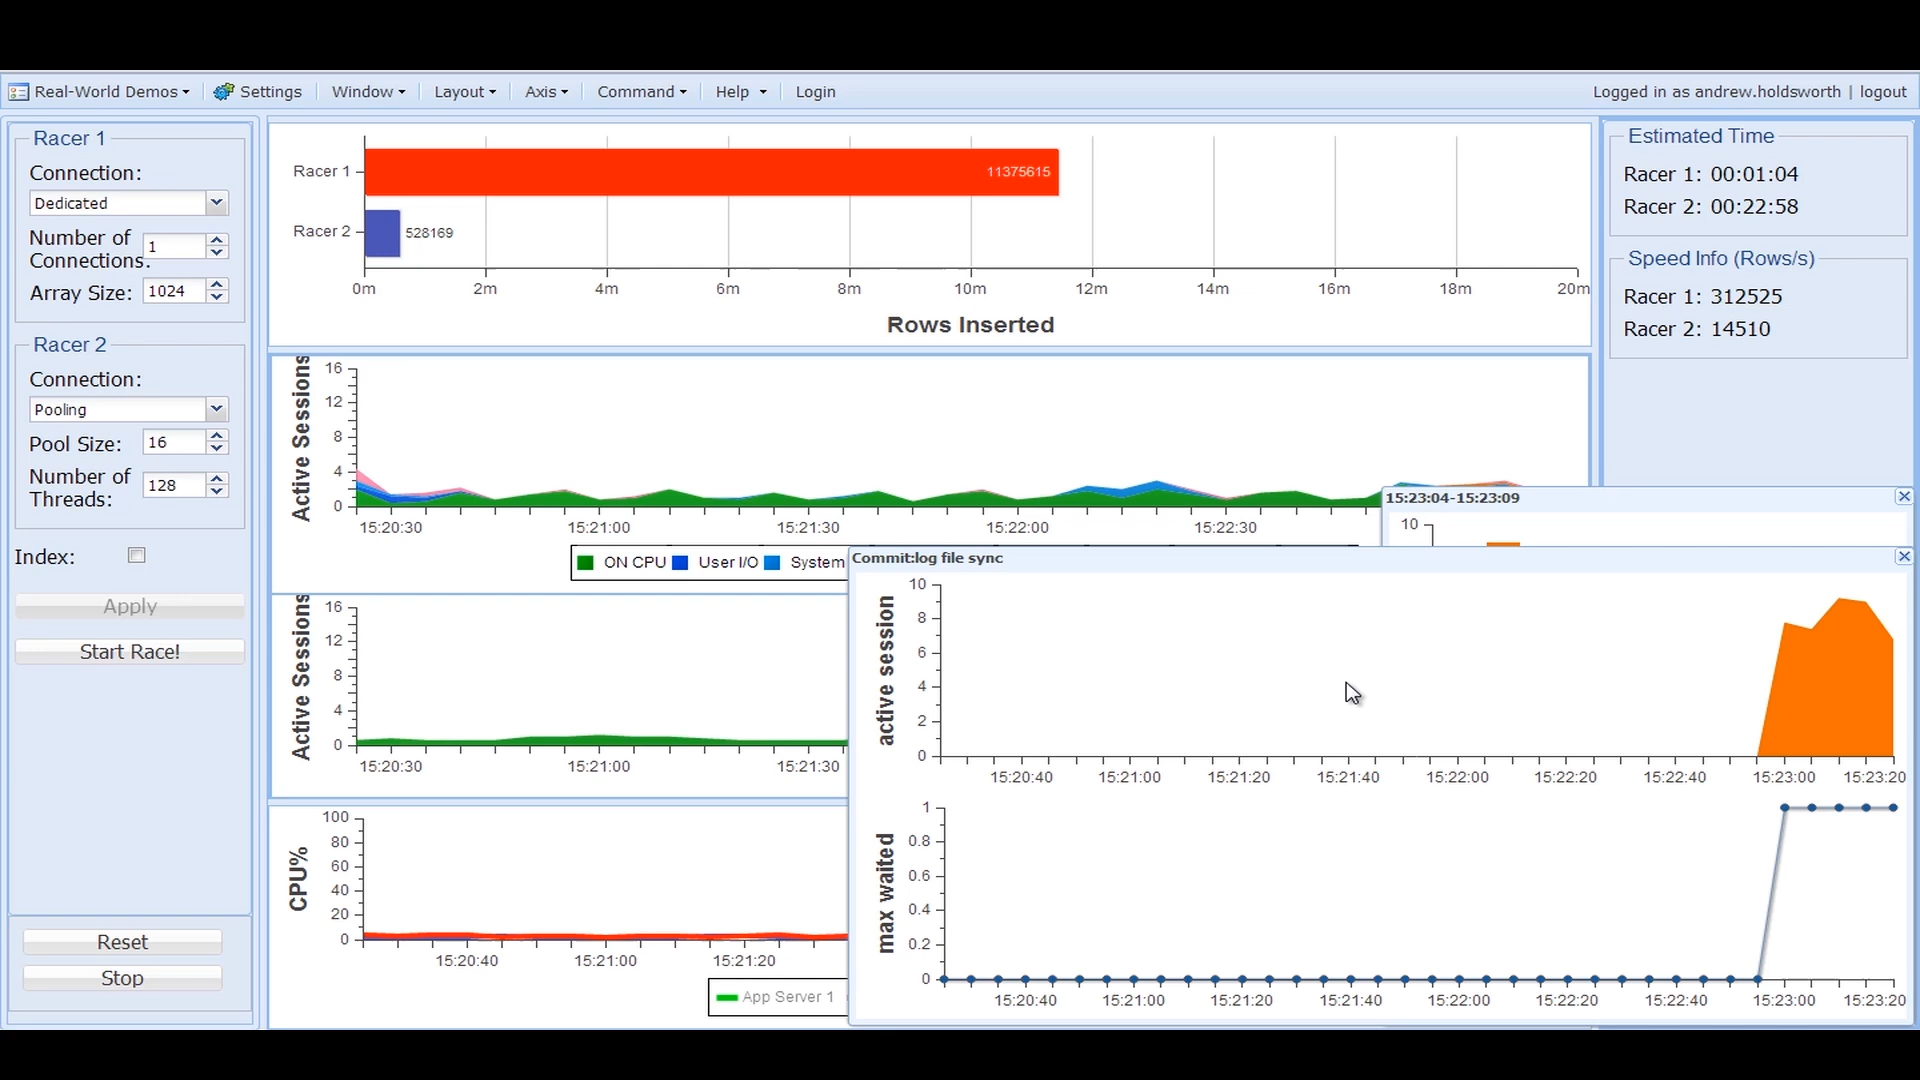 Real-World Demos Settings Window Layout Axis Command Help Login Logged in as andrew.holdsworth | logout
Racer 1
Connection:
Dedicated
Number of
Connections:
1
Array Size: 1024
Racer 2
Connection:
Pooling
Pool Size: 16
Number of
Threads:
128
Index:
Apply
Start Race!
Reset
Stop
Racer 1
11375615
Racer 2
528169
0m 2m 4m 6m 8m 10m 12m 14m 16m 18m 20m
Rows Inserted
Active Sessions
16
12
8
4
0
15:20:30 15:21:00 15:21:30 15:22:00 15:22:30
ON CPU User I/O System
Active Sessions
16
12
8
4
0
15:20:30 15:21:00 15:21:30
CPU%
100
80
60
40
20
0
15:20:40 15:21:00 15:21:20
App Server 1
Estimated Time
Racer 1: 00:01:04
Racer 2: 00:22:58
Speed Info (Rows/s)
Racer 1: 312525
Racer 2: 14510
15:23:04-15:23:09
10
Commit:log file sync
active session
10
8
6
4
2
0
15:20:40 15:21:00 15:21:20 15:21:40 15:22:00 15:22:20 15:22:40 15:23:00 15:23:20
max waited
1
0.8
0.6
0.4
0.2
0
15:20:40 15:21:00 15:21:20 15:21:40 15:22:00 15:22:20 15:22:40 15:23:00 15:23:20